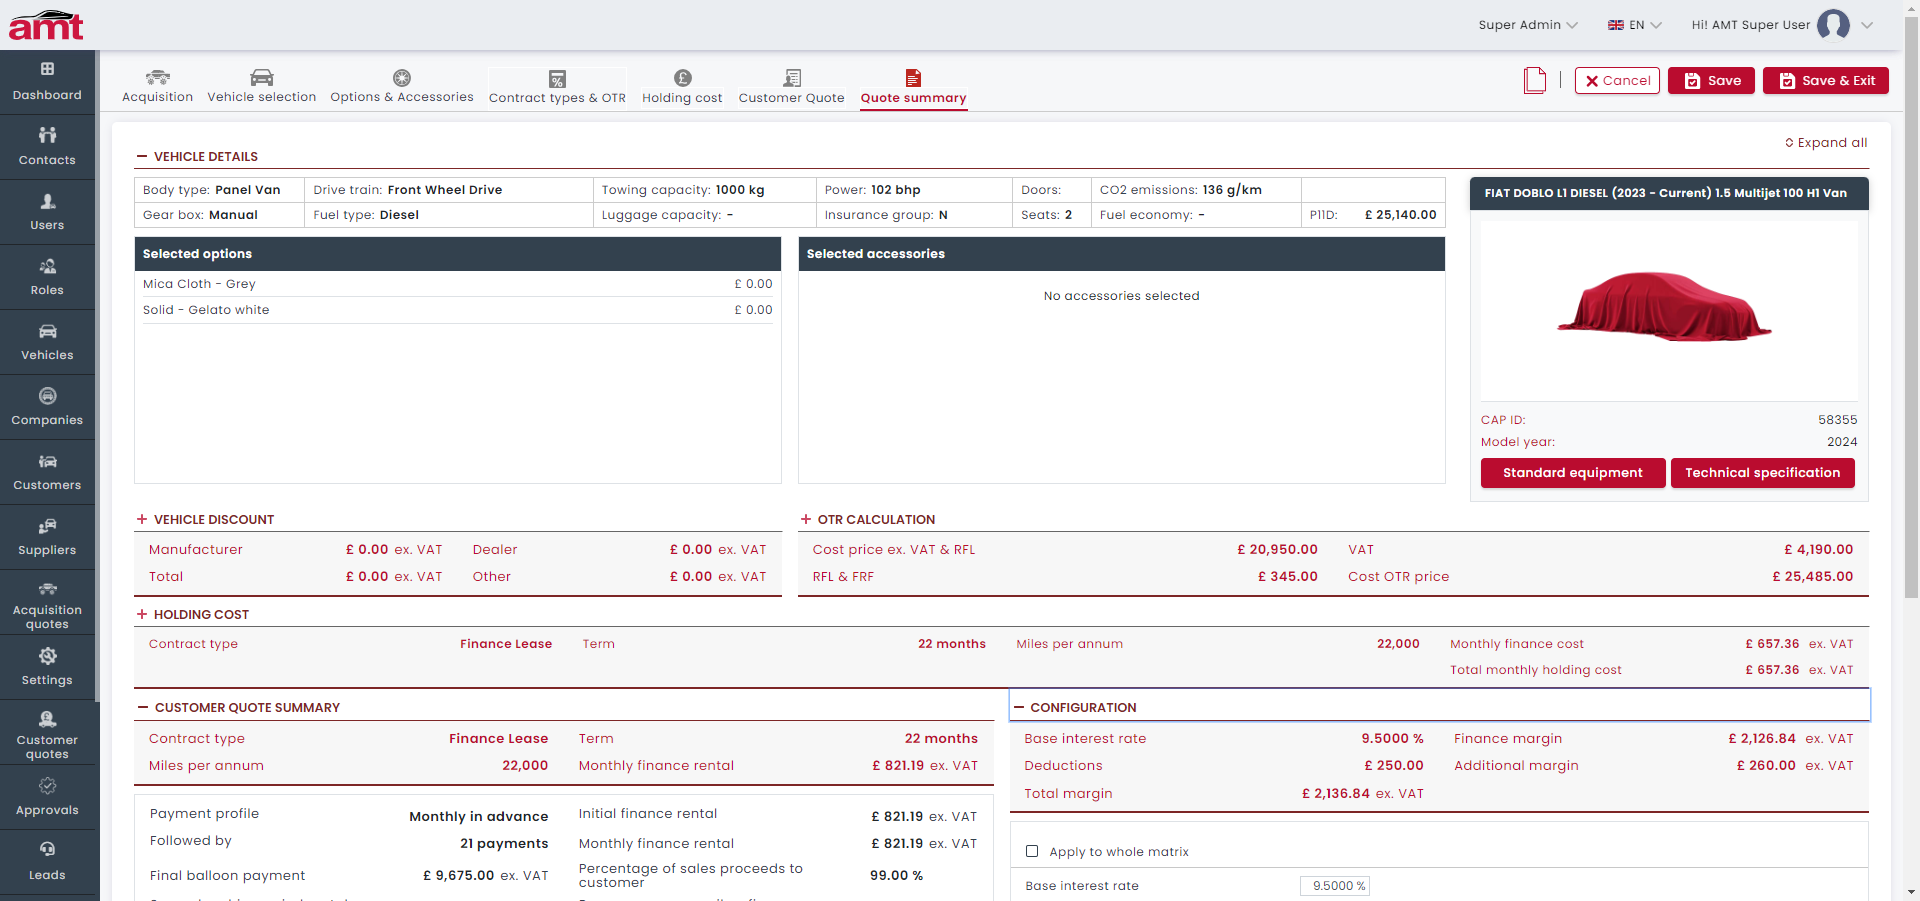 amt
Super Admin
EN
Hi! AMT Super User
Dashboard
Contacts
Users
Roles
Vehicles
Companies
Customers
Suppliers
Acquisition
quotes
Settings
Customer
quotes
Approvals
Leads
Acquisition
Vehicle selection
Options & Accessories
Contract types & OTR
Holding cost
Customer Quote
Quote summary
Cancel
Save
Save & Exit
Expand all
VEHICLE DETAILS
Body type: Panel Van
Drive train: Front Wheel Drive
Towing capacity: 1000 kg
Power: 102 bhp
Doors:
CO2 emissions: 136 g/km
Gear box: Manual
Fuel type: Diesel
Luggage capacity: -
Insurance group: N
Seats: 2
Fuel economy: -
P11D: £ 25,140.00
Selected options
Mica Cloth - Grey £ 0.00
Solid - Gelato white £ 0.00
Selected accessories
No accessories selected
FIAT DOBLO L1 DIESEL (2023 - Current) 1.5 Multijet 100 H1 Van
CAP ID: 58355
Model year: 2024
Standard equipment
Technical specification
VEHICLE DISCOUNT
Manufacturer £ 0.00 ex. VAT Dealer £ 0.00 ex. VAT
Total £ 0.00 ex. VAT Other £ 0.00 ex. VAT
OTR CALCULATION
Cost price ex. VAT & RFL £ 20,950.00 VAT £ 4,190.00
RFL & FRF £ 345.00 Cost OTR price £ 25,485.00
HOLDING COST
Contract type Finance Lease Term 22 months Miles per annum 22,000 Monthly finance cost £ 657.36 ex. VAT
Total monthly holding cost £ 657.36 ex. VAT
CUSTOMER QUOTE SUMMARY
Contract type Finance Lease Term 22 months
Miles per annum 22,000 Monthly finance rental £ 821.19 ex. VAT
Payment profile Monthly in advance Initial finance rental £ 821.19 ex. VAT
Followed by 21 payments Monthly finance rental £ 821.19 ex. VAT
Final balloon payment £ 9,675.00 ex. VAT Percentage of sales proceeds to
customer 99.00 %
CONFIGURATION
Base interest rate 9.5000 % Finance margin £ 2,126.84 ex. VAT
Deductions £ 250.00 Additional margin £ 260.00 ex. VAT
Total margin £ 2,136.84 ex. VAT
Apply to whole matrix
Base interest rate 9.5000 %